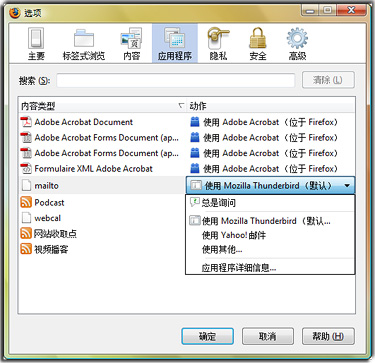 选项
主要 标签式浏览 内容 应用程序 隐私 安全 高级
搜索 (S): 清除 (L)
内容类型 动作
Adobe Acrobat Document 使用 Adobe Acrobat (位于 Firefox)
Adobe Acrobat Forms Document (ap... 使用 Adobe Acrobat (位于 Firefox)
Adobe Acrobat Forms Document (ap... 使用 Adobe Acrobat (位于 Firefox)
Formulaire XML Adobe Acrobat 使用 Adobe Acrobat (位于 Firefox)
mailto 使用 Mozilla Thunderbird (默认)
Podcast 总是询问
webcal 使用 Mozilla Thunderbird (默认...
网站收取点 使用 Yahoo! 邮件
视频播客 使用其他...
应用程序详细信息...
确定 取消 帮助 (H)